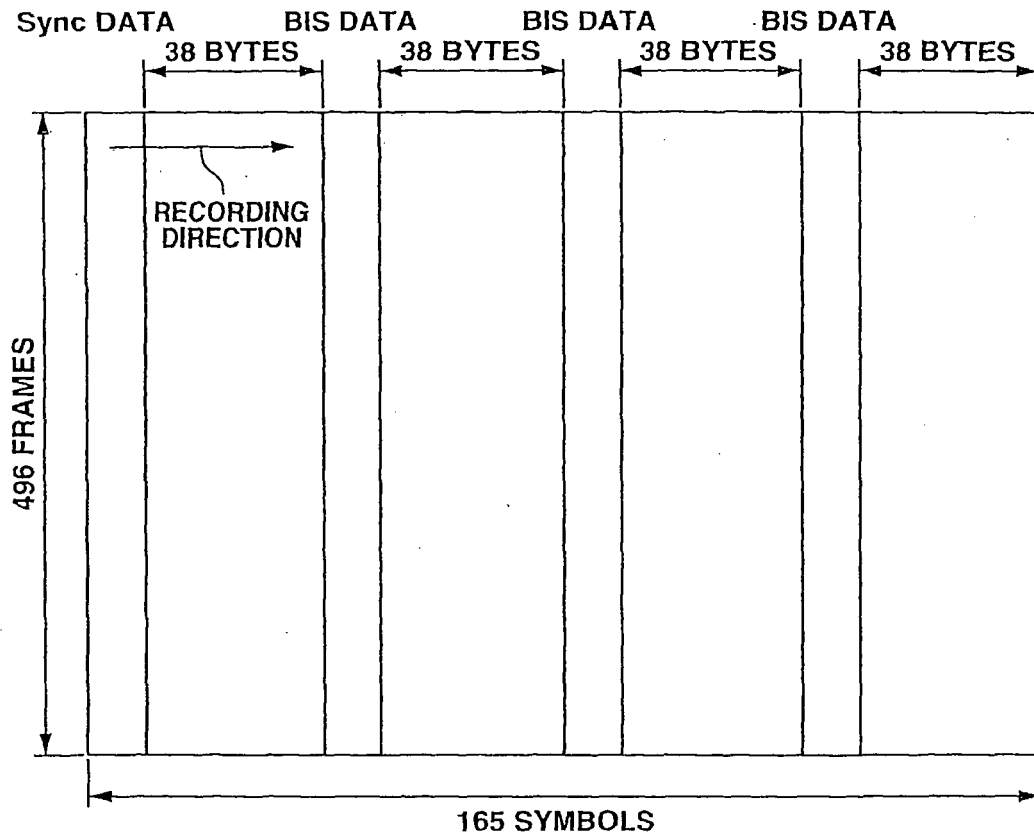 Sync DATA BIS DATA BIS DATA BIS DATA
38 BYTES 38 BYTES 38 BYTES 38 BYTES
RECORDING
DIRECTION
496 FRAMES
165 SYMBOLS